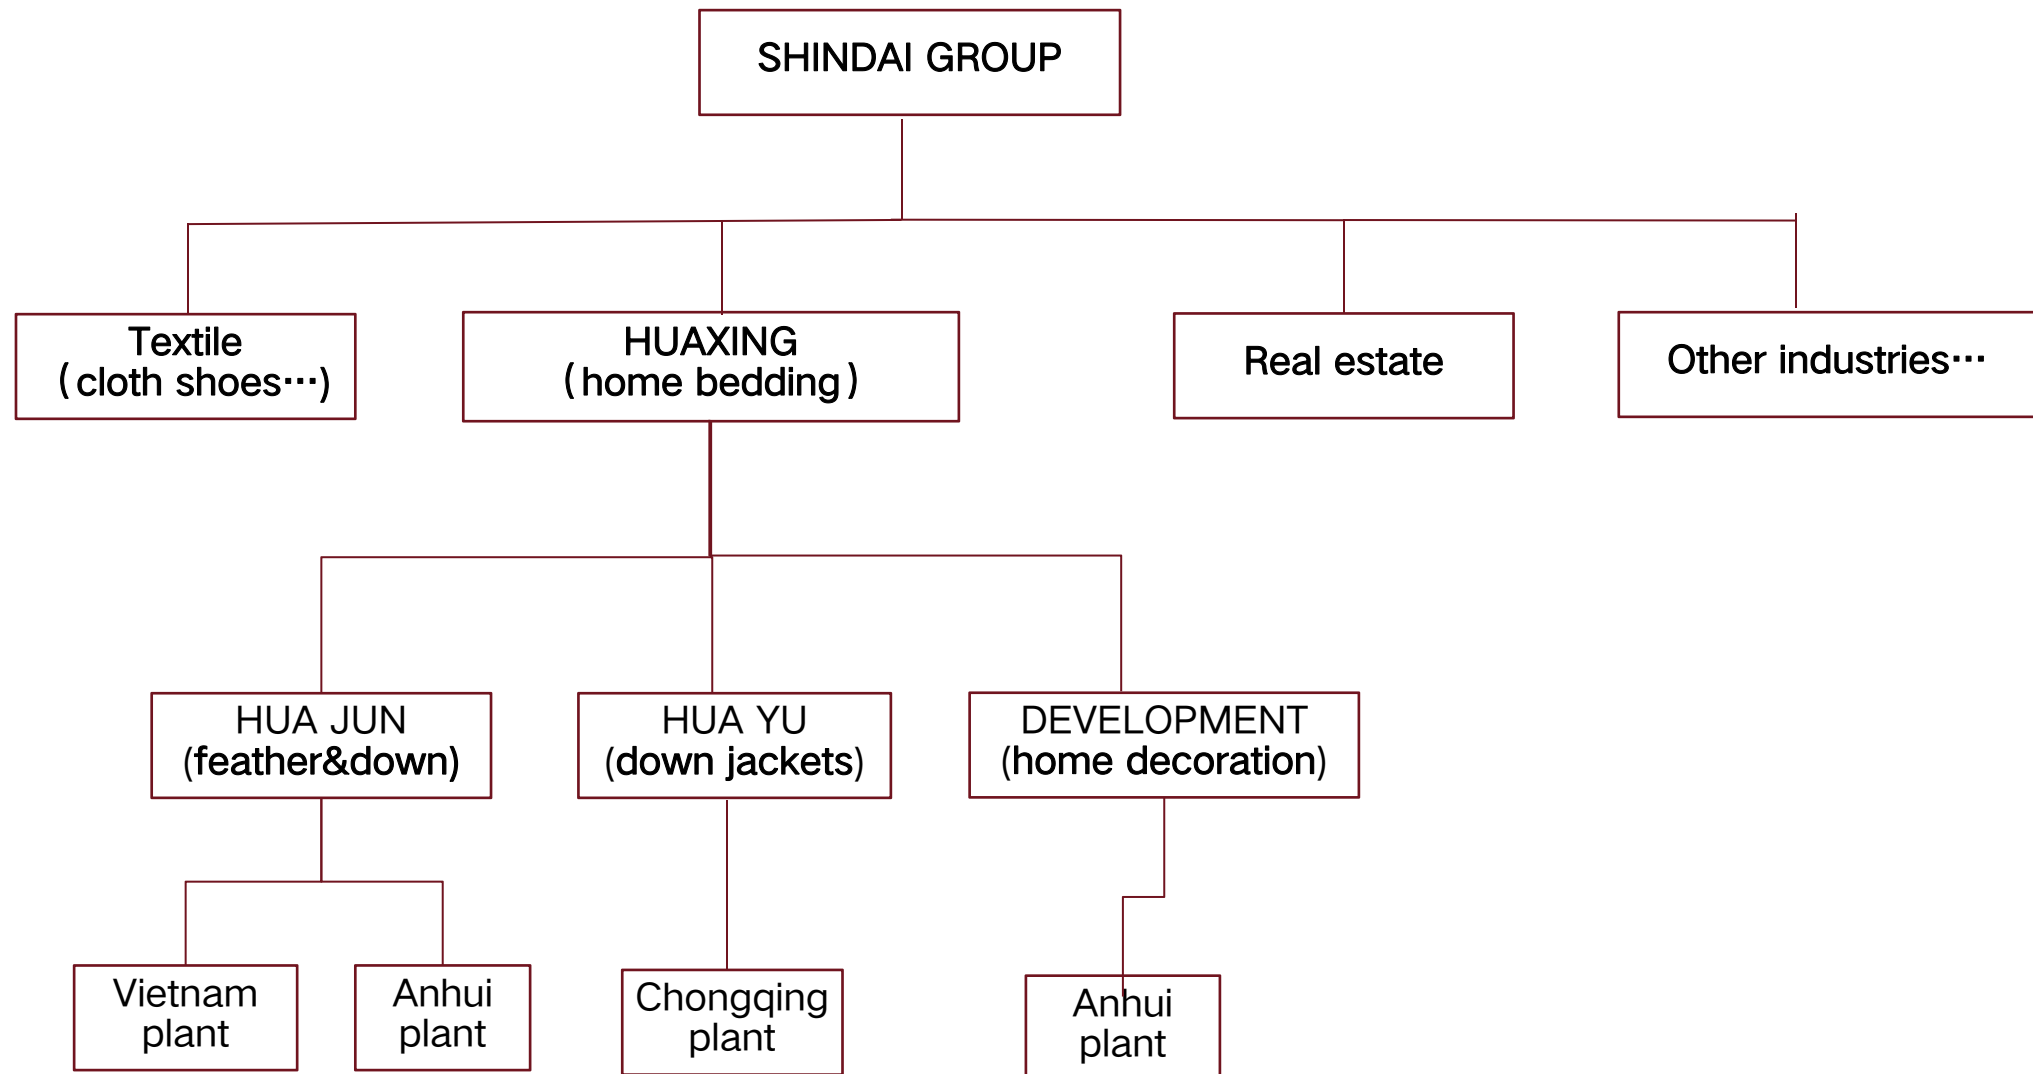 SHINDAI GROUP
Textile
(cloth shoes…)
HUAXING
(home bedding)
Real estate
Other industries…
HUA JUN
(feather&down)
HUA YU
(down jackets)
DEVELOPMENT
(home decoration)
Vietnam
plant
Anhui
plant
Chongqing
plant
Anhui
plant